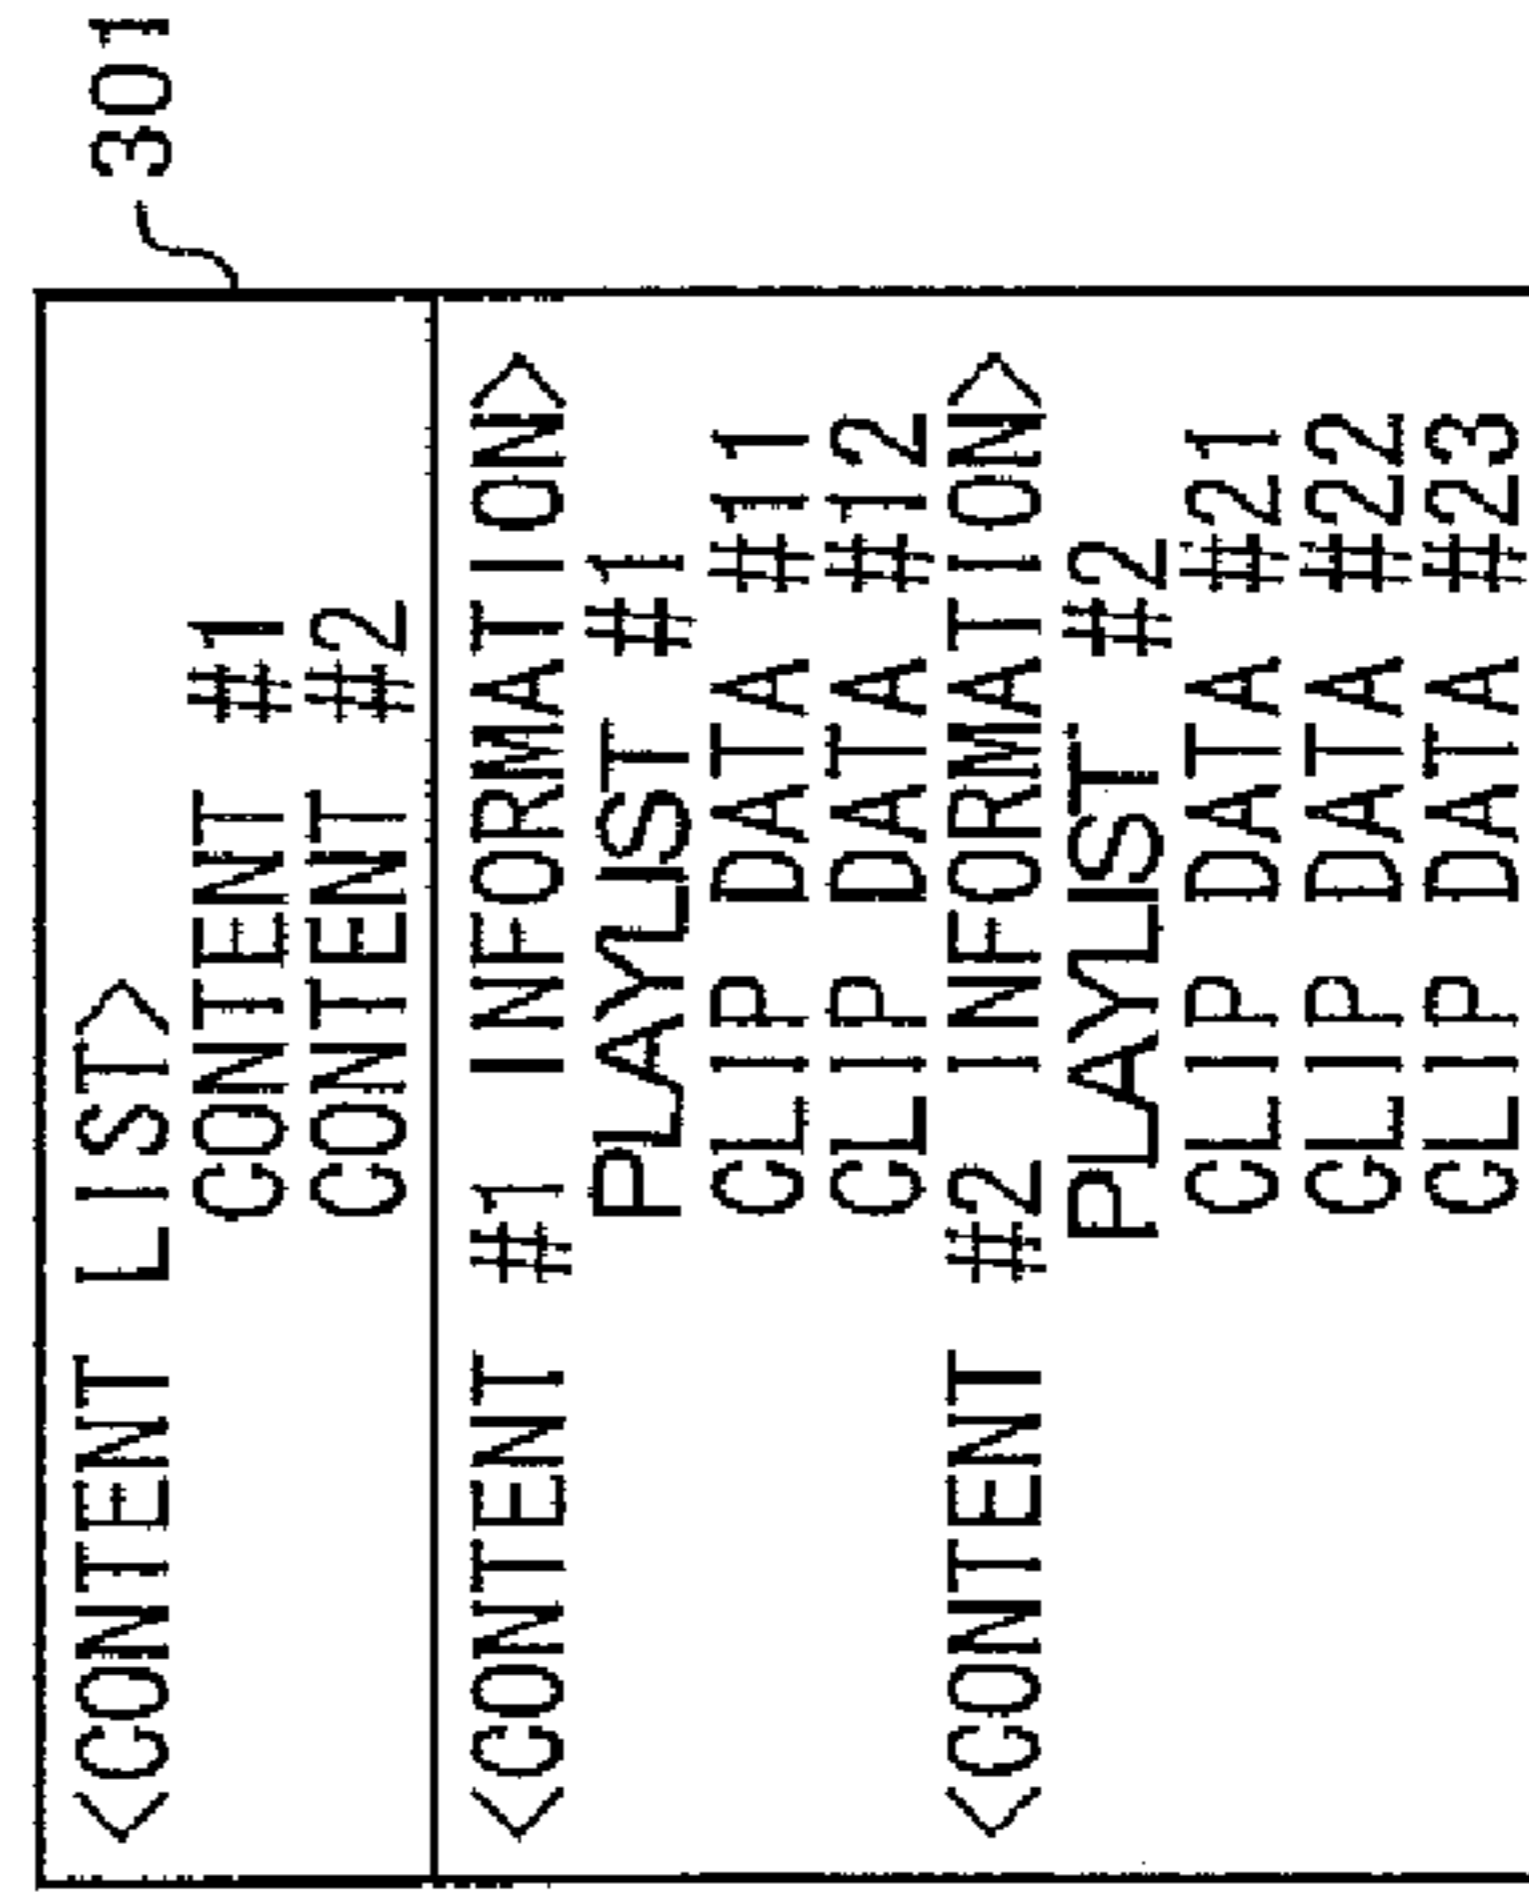 301
<CONTENT LIST>
CONTENT #1
CONTENT #2
<CONTENT #1 INFORMATION>
PLAYLIST #1
CLIP DATA #11
CLIP DATA #12
<CONTENT #2 INFORMATION>
PLAYLIST #2
CLIP DATA #21
CLIP DATA #22
CLIP DATA #23